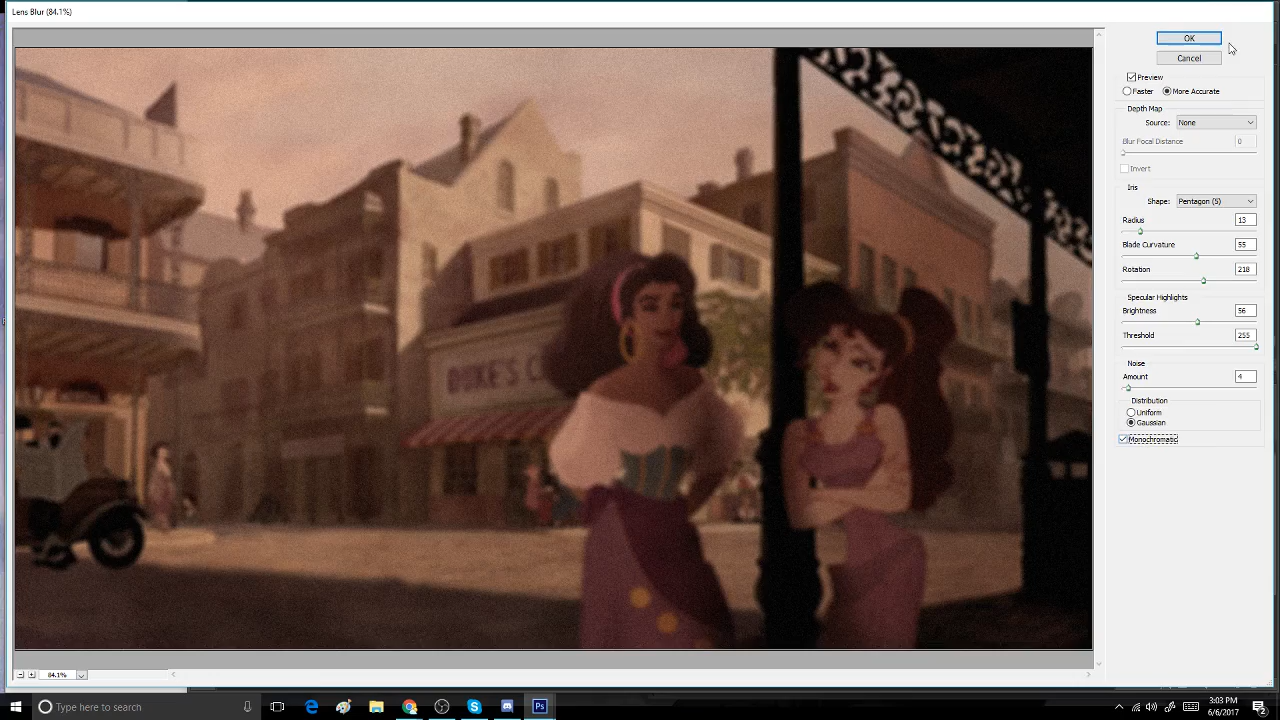 Lens Blur (84.1%)
OK
Cancel
Preview
Faster
More Accurate
Depth Map
Source: None
Blur Focal Distance 0
Invert
Iris
Shape: Pentagon (5)
Radius 13
Blade Curvature 55
Rotation 218
Specular Highlights
Brightness 56
Threshold 255
Noise
Amount 4
Distribution
Uniform
Gaussian
Monochromatic
84.1%
Type here to search
Ps
3:03 PM
6/6/2017
2